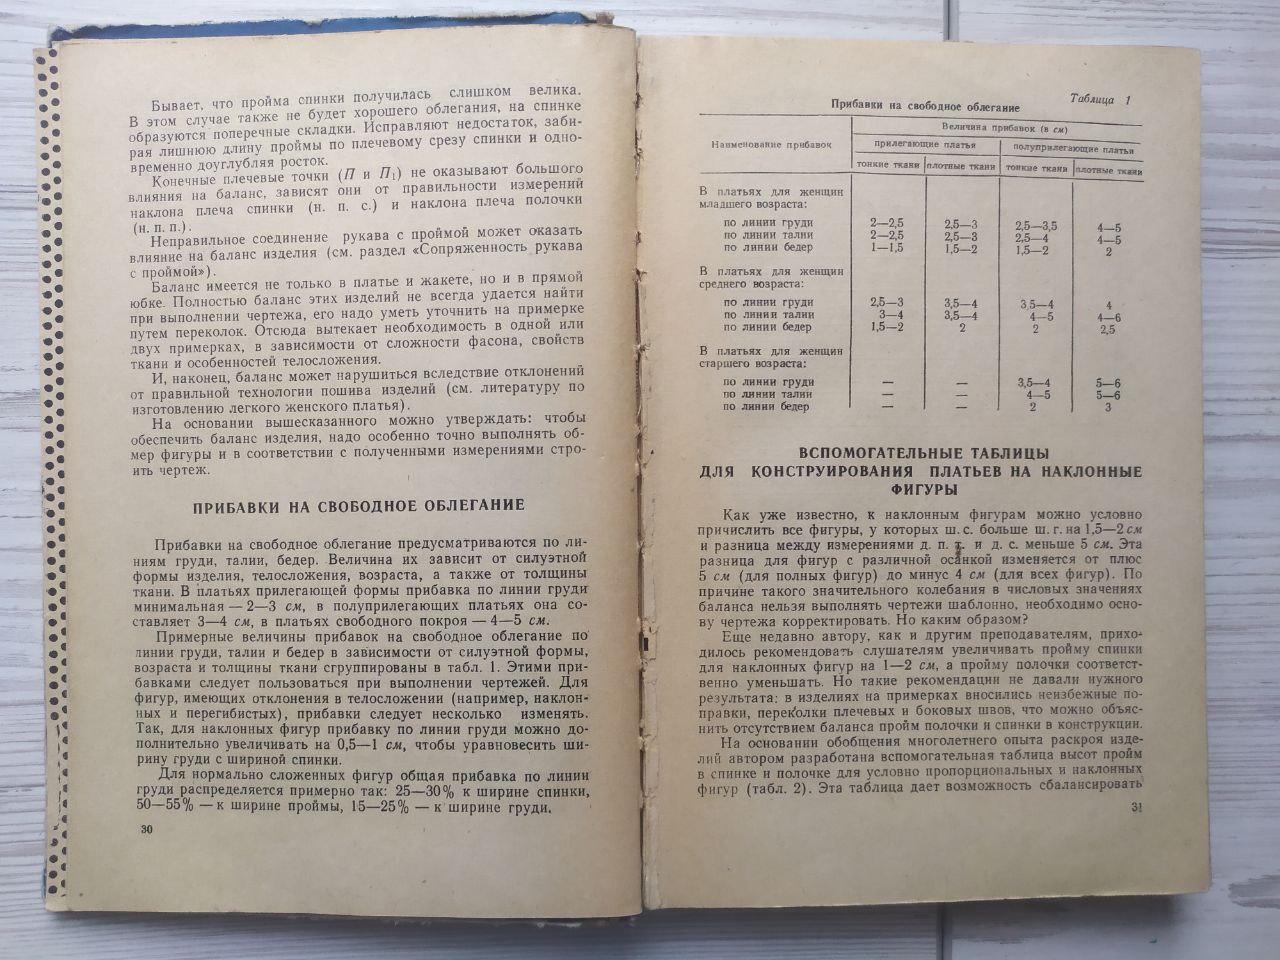 Бывает, что пройма спинки получилась слишком велика.
В этом случае также не будет хорошего облегания, на спинке
образуются поперечные складки. Исправляют недостаток, заби-
рая лишнюю длину проймы по плечевому срезу спинки и одно-
временно доуглубляя росток.
Конечные плечевые точки (П и П₁) не оказывают большого
влияния на баланс, зависят они от правильности измерений
наклона плеча спинки (н. п. с.) и наклона плеча полочки
(н. п. п.).
Неправильное соединение рукава с проймой может оказать
влияние на баланс изделия (см. раздел «Сопряженность рукава
с проймой»).
Баланс имеется не только в платье и жакете, но и в прямой
юбке. Полностью баланс этих изделий не всегда удается найти
при выполнении чертежа, его надо уметь уточнить на примерке
путем переколок. Отсюда вытекает необходимость в одной или
двух примерках, в зависимости от сложности фасона, свойств
ткани и особенностей телосложения.
И, наконец, баланс может нарушиться вследствие отклонений
от правильной технологии пошива изделий (см. литературу по
изготовлению легкого женского платья).
На основании вышесказанного можно утверждать: чтобы
обеспечить баланс изделия, надо особенно точно выполнять об-
мер фигуры и в соответствии с полученными измерениями стро-
ить чертеж.
ПРИБАВКИ НА СВОБОДНОЕ ОБЛЕГАНИЕ
Прибавки на свободное облегание предусматриваются по ли-
ниям груди, талии, бедер. Величина их зависит от силуэтной
формы изделия, телосложения, возраста, а также от толщины
ткани. В платьях прилегающей формы прибавка по линии груди
минимальная — 2—3 см, в полуприлегающих платьях она со-
ставляет 3—4 см, в платьях свободного покроя — 4—5 см.
Примерные величины прибавок на свободное облегание по
линии груди, талии и бедер в зависимости от силуэтной формы,
возраста и толщины ткани сгруппированы в табл. 1. Этими при-
бавками следует пользоваться при выполнении чертежей. Для
фигур, имеющих отклонения в телосложении (например, наклон-
ных и перегибистых), прибавки следует несколько изменять.
Так, для наклонных фигур прибавку по линии груди можно до-
полнительно увеличивать на 0,5—1 см, чтобы уравновесить ши-
рину груди с шириной спинки.
Для нормально сложенных фигур общая прибавка по линии
груди распределяется примерно так: 25—30% к ширине спинки,
50—55% — к ширине проймы, 15—25% — к ширине груди.
30
Таблица 1
Прибавки на свободное облегание
Наименование прибавок
Величина прибавок (в см)
прилегающие платья полуприлегающие платья
тонкие ткани плотные ткани тонкие ткани плотные ткани
В платьях для женщин
младшего возраста:
по линии груди 2—2,5 2,5—3 2,5—3,5 4—5
по линии талии 2—2,5 2,5—3 2,5—4 4—5
по линии бедер 1—1,5 1,5—2 1,5—2 2
В платьях для женщин
среднего возраста:
по линии груди 2,5—3 3,5—4 3,5—4 4
по линии талии 3—4 3,5—4 4—5 4—6
по линии бедер 1,5—2 2 2 2,5
В платьях для женщин
старшего возраста:
по линии груди — — 3,5—4 5—6
по линии талии — — 4—5 5—6
по линии бедер — — 2 3
ВСПОМОГАТЕЛЬНЫЕ ТАБЛИЦЫ
ДЛЯ КОНСТРУИРОВАНИЯ ПЛАТЬЕВ НА НАКЛОННЫЕ
ФИГУРЫ
Как уже известно, к наклонным фигурам можно условно
причислить все фигуры, у которых ш. с. больше ш. г. на 1,5—2 см
и разница между измерениями д. п. т. и д. с. меньше 5 см. Эта
разница для фигур с различной осанкой изменяется от плюс
5 см (для полных фигур) до минус 4 см (для всех фигур). По
причине такого значительного колебания в числовых значениях
баланса нельзя выполнять чертежи шаблонно, необходимо осно-
ву чертежа корректировать. Но каким образом?
Еще недавно автору, как и другим преподавателям, прихо-
дилось рекомендовать слушателям увеличивать пройму спинки
для наклонных фигур на 1—2 см, а пройму полочки соответст-
венно уменьшать. Но такие рекомендации не давали нужного
результата: в изделиях на примерках вносились неизбежные по-
правки, переколки плечевых и боковых швов, что можно объяс-
нить отсутствием баланса пройм полочки и спинки в конструкции.
На основании обобщения многолетнего опыта раскроя изде-
лий автором разработана вспомогательная таблица высот пройм
в спинке и полочке для условно пропорциональных и наклонных
фигур (табл. 2). Эта таблица дает возможность сбалансировать
31